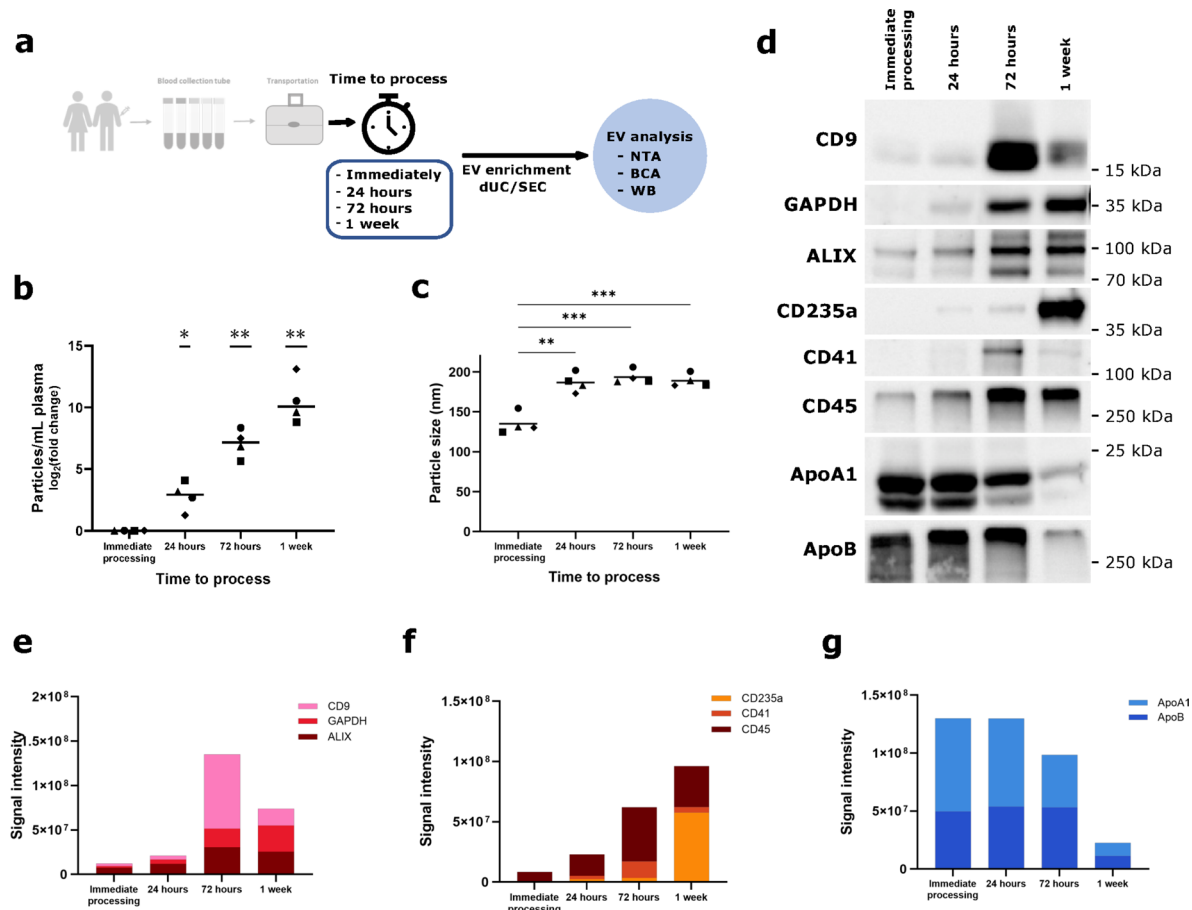 a
Blood collection tube
Transportation
Time to process
- Immediately
- 24 hours
- 72 hours
- 1 week
EV enrichment
dUC/SEC
EV analysis
- NTA
- BCA
- WB
b
*
**
**
Particles/mL plasma
log₂(fold change)
15
10
5
0
Immediate
processing
24 hours
72 hours
1 week
Time to process
c
***
***
**
Particle size (nm)
200
150
100
50
0
Immediate
processing
24 hours
72 hours
1 week
Time to process
d
Immediate
processing
24 hours
72 hours
1 week
CD9
- 15 kDa
GAPDH
- 35 kDa
ALIX
- 100 kDa
- 70 kDa
CD235a
- 35 kDa
CD41
- 100 kDa
CD45
- 250 kDa
- 25 kDa
ApoA1
ApoB
- 250 kDa
e
Signal intensity
2×10⁸
1.5×10⁸
1×10⁸
5×10⁷
0
CD9
GAPDH
ALIX
Immediate
processing
24 hours
72 hours
1 week
f
Signal intensity
1.5×10⁸
1×10⁸
5×10⁷
0
CD235a
CD41
CD45
Immediate
processing
24 hours
72 hours
1 week
g
Signal intensity
1.5×10⁸
1×10⁸
5×10⁷
0
ApoA1
ApoB
Immediate
processing
24 hours
72 hours
1 week